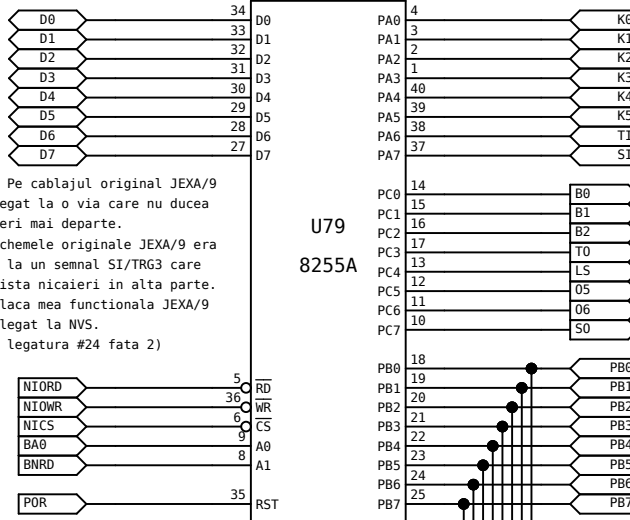 D0 34 D0 PA0 4 K0
D1 33 D1 PA1 3 K1
D2 32 D2 PA2 2 K2
D3 31 D3 PA3 1 K3
D4 30 D4 PA4 40 K4
D5 29 D5 PA5 39 K5
D6 28 D6 PA6 38 TI
D7 27 D7 PA7 37 SI
Pe cablajul original JEXA/9
egat la o via care nu ducea
eri mai departe.
chemele originale JEXA/9 era
la un semnal SI/TRG3 care
ista nicaieri in alta parte.
laca mea functionala JEXA/9
legat la NVS.
legatura #24 fata 2)
U79
8255A
PC0 14 B0
PC1 15 B1
PC2 16 B2
PC3 17 TO
PC4 13 LS
PC5 12 O5
PC6 11 O6
PC7 10 SO
PB0 18 PB0
NIORD 5 RD PB1 19 PB1
NIOWR 36 WR PB2 20 PB2
NICS 6 CS PB3 21 PB3
BA0 9 A0 PB4 22 PB4
BNRD 8 A1 PB5 23 PB5
PB6 24 PB6
POR 35 RST PB7 25 PB7